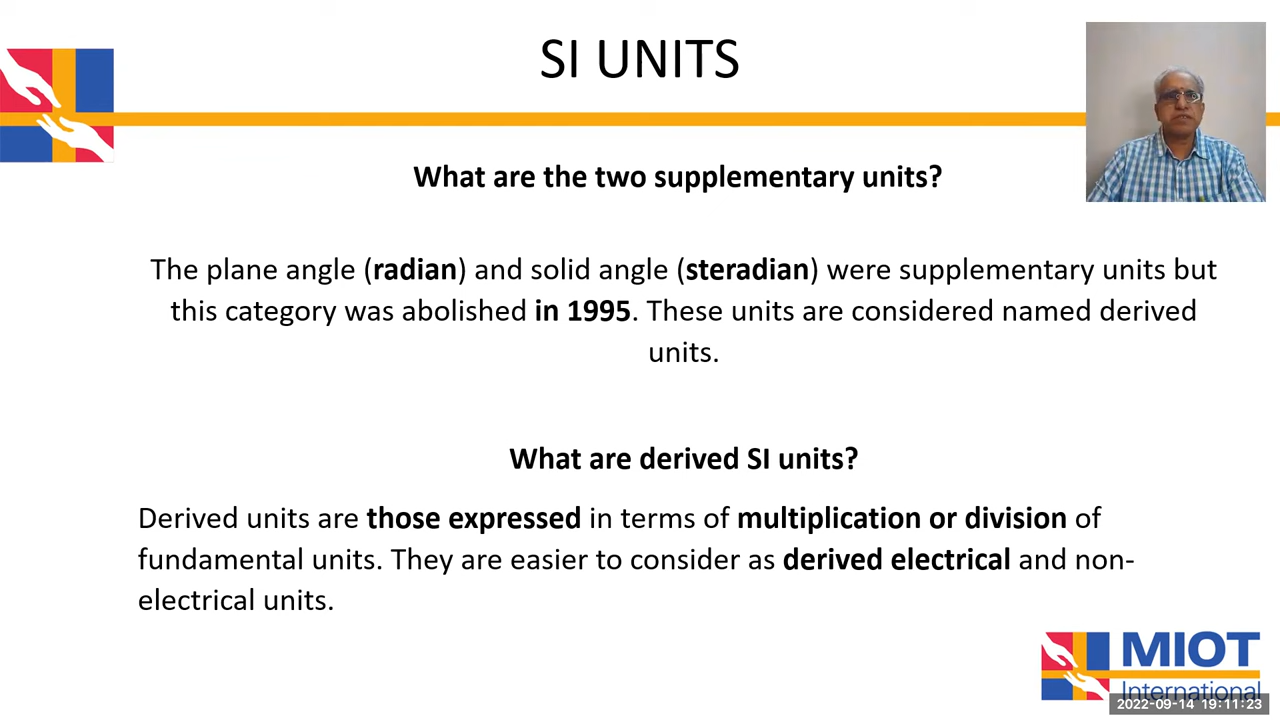 SI UNITS
What are the two supplementary units?
The plane angle (radian) and solid angle (steradian) were supplementary units but
this category was abolished in 1995. These units are considered named derived
units.
What are derived SI units?
Derived units are those expressed in terms of multiplication or division of
fundamental units. They are easier to consider as derived electrical and non-
electrical units.
MIOT
International
2022-09-14 19:11:23